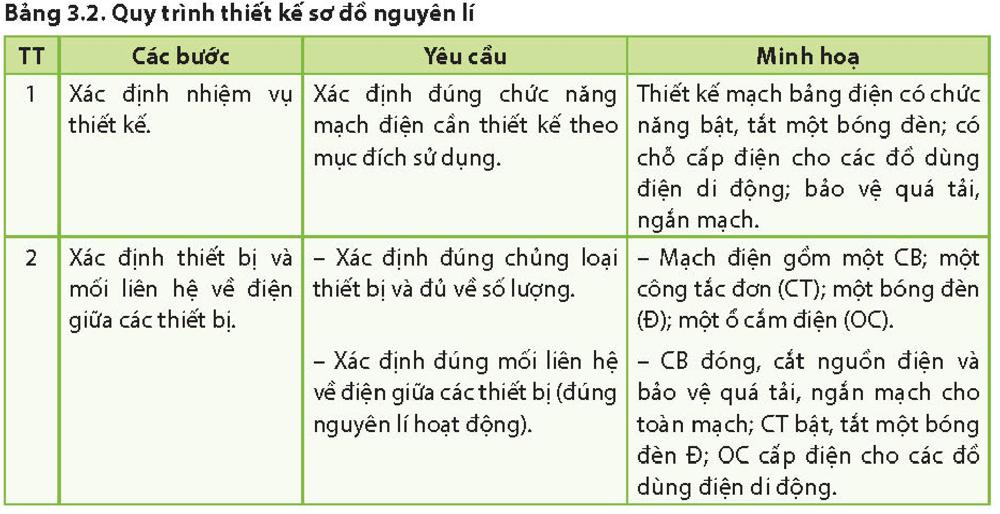 Bảng 3.2. Quy trình thiết kế sơ đồ nguyên lí
TT
Các bước
Yêu cầu
Minh hoạ
1
Xác định nhiệm vụ
thiết kế.
Xác định đúng chức năng
mạch điện cần thiết kế theo
mục đích sử dụng.
Thiết kế mạch bảng điện có chức
năng bật, tắt một bóng đèn; có
chỗ cấp điện cho các đồ dùng
điện di động; bảo vệ quá tải,
ngắn mạch.
2
Xác định thiết bị và
mối liên hệ về điện
giữa các thiết bị.
– Xác định đúng chủng loại
thiết bị và đủ về số lượng.
– Xác định đúng mối liên hệ
về điện giữa các thiết bị (đúng
nguyên lí hoạt động).
– Mạch điện gồm một CB; một
công tắc đơn (CT); một bóng đèn
(Đ); một ổ cắm điện (OC).
– CB đóng, cắt nguồn điện và
bảo vệ quá tải, ngắn mạch cho
toàn mạch; CT bật, tắt một bóng
đèn Đ; OC cấp điện cho các đồ
dùng điện di động.